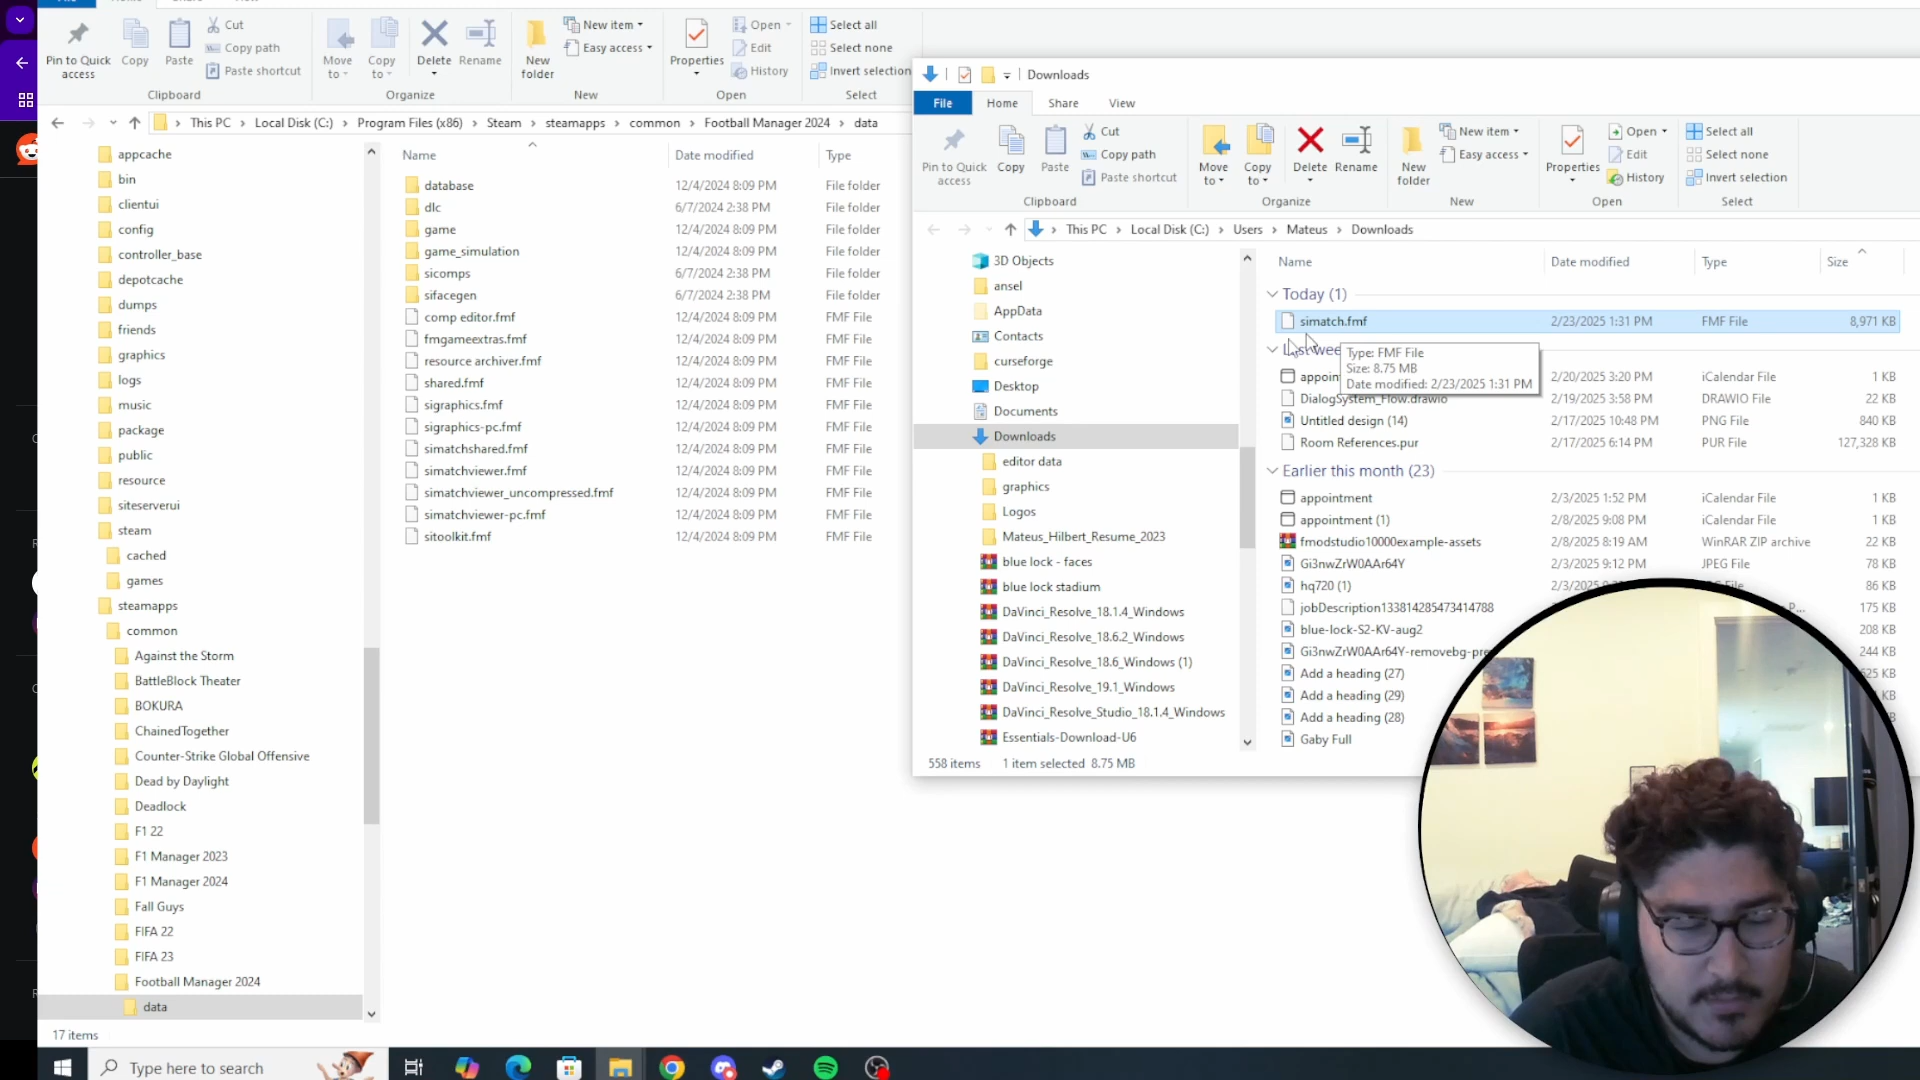 File Home Share View
Pin to Quick access
Copy
Paste
Cut
Copy path
Paste shortcut
Clipboard
Move to
Copy to
Delete
Rename
Organize
New folder
New item
Easy access
New
Properties
Open
Edit
History
Open
Select all
Select none
Invert selection
Select
This PC > Local Disk (C:) > Program Files (x86) > Steam > steamapps > common > Football Manager 2024 > data
appcache
bin
clientui
config
controller_base
depotcache
dumps
friends
graphics
logs
music
package
public
resource
siteserverui
steam
cached
games
steamapps
common
Against the Storm
BattleBlock Theater
BOKURA
ChainedTogether
Counter-Strike Global Offensive
Dead by Daylight
Deadlock
F1 22
F1 Manager 2023
F1 Manager 2024
Fall Guys
FIFA 22
FIFA 23
Football Manager 2024
data
17 items
Name Date modified Type
database 12/4/2024 8:09 PM File folder
dlc 6/7/2024 2:38 PM File folder
game 12/4/2024 8:09 PM File folder
game_simulation 12/4/2024 8:09 PM File folder
sicomps 6/7/2024 2:38 PM File folder
sifacegen 6/7/2024 2:38 PM File folder
comp editor.fmf 12/4/2024 8:09 PM FMF File
fmgameextras.fmf 12/4/2024 8:09 PM FMF File
resource archiver.fmf 12/4/2024 8:09 PM FMF File
shared.fmf 12/4/2024 8:09 PM FMF File
sigraphics.fmf 12/4/2024 8:09 PM FMF File
sigraphics-pc.fmf 12/4/2024 8:09 PM FMF File
simatchshared.fmf 12/4/2024 8:09 PM FMF File
simatchviewer.fmf 12/4/2024 8:09 PM FMF File
simatchviewer_uncompressed.fmf 12/4/2024 8:09 PM FMF File
simatchviewer-pc.fmf 12/4/2024 8:09 PM FMF File
sitoolkit.fmf 12/4/2024 8:09 PM FMF File
Downloads
File Home Share View
Pin to Quick access
Copy
Paste
Cut
Copy path
Paste shortcut
Clipboard
Move to
Copy to
Delete
Rename
Organize
New folder
New item
Easy access
New
Properties
Open
Edit
History
Open
Select all
Select none
Invert selection
Select
This PC > Local Disk (C:) > Users > Mateus > Downloads
3D Objects
ansel
AppData
Contacts
curseforge
Desktop
Documents
Downloads
editor data
graphics
Logos
Mateus_Hilbert_Resume_2023
blue lock - faces
blue lock stadium
DaVinci_Resolve_18.1.4_Windows
DaVinci_Resolve_18.6.2_Windows
DaVinci_Resolve_18.6_Windows (1)
DaVinci_Resolve_19.1_Windows
DaVinci_Resolve_Studio_18.1.4_Windows
Essentials-Download-U6
558 items 1 item selected 8.75 MB
Name Date modified Type Size
Today (1)
simatch.fmf 2/23/2025 1:31 PM FMF File 8,971 KB
Type: FMF File
Size: 8.75 MB
Date modified: 2/23/2025 1:31 PM
2/20/2025 3:20 PM iCalendar File 1 KB
DialogSystem_Flow.drawio 2/19/2025 3:58 PM DRAWIO File 22 KB
Untitled design (14) 2/17/2025 10:48 PM PNG File 840 KB
Room References.pur 2/17/2025 6:14 PM PUR File 127,328 KB
Earlier this month (23)
appointment 2/3/2025 1:52 PM iCalendar File 1 KB
appointment (1) 2/8/2025 9:08 PM iCalendar File 1 KB
fmodstudio10000example-assets 2/8/2025 8:19 AM WinRAR ZIP archive 22 KB
Gi3nwZrW0AAr64Y 2/3/2025 9:12 PM JPEG File 78 KB
hq720 (1) 86 KB
jobDescription133814285473414788 175 KB
blue-lock-S2-KV-aug2 208 KB
Gi3nwZrW0AAr64Y-removebg-pre 244 KB
Add a heading (27)
Add a heading (29)
Add a heading (28)
Gaby Full
Type here to search